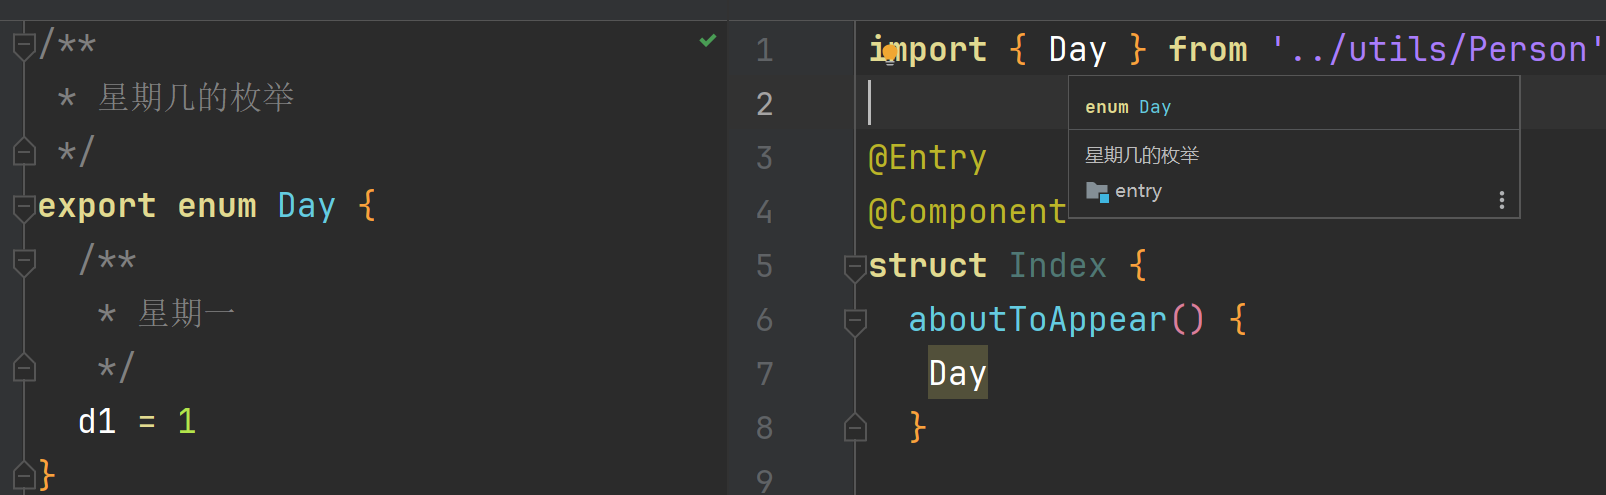 /**
* 星期几的枚举
*/
export enum Day {
/**
* 星期一
*/
d1 = 1
}
1 import { Day } from '../utils/Person'
2
3 @Entry
4 @Component
5 struct Index {
6 aboutToAppear() {
7 Day
8 }
9
enum Day
星期几的枚举
entry